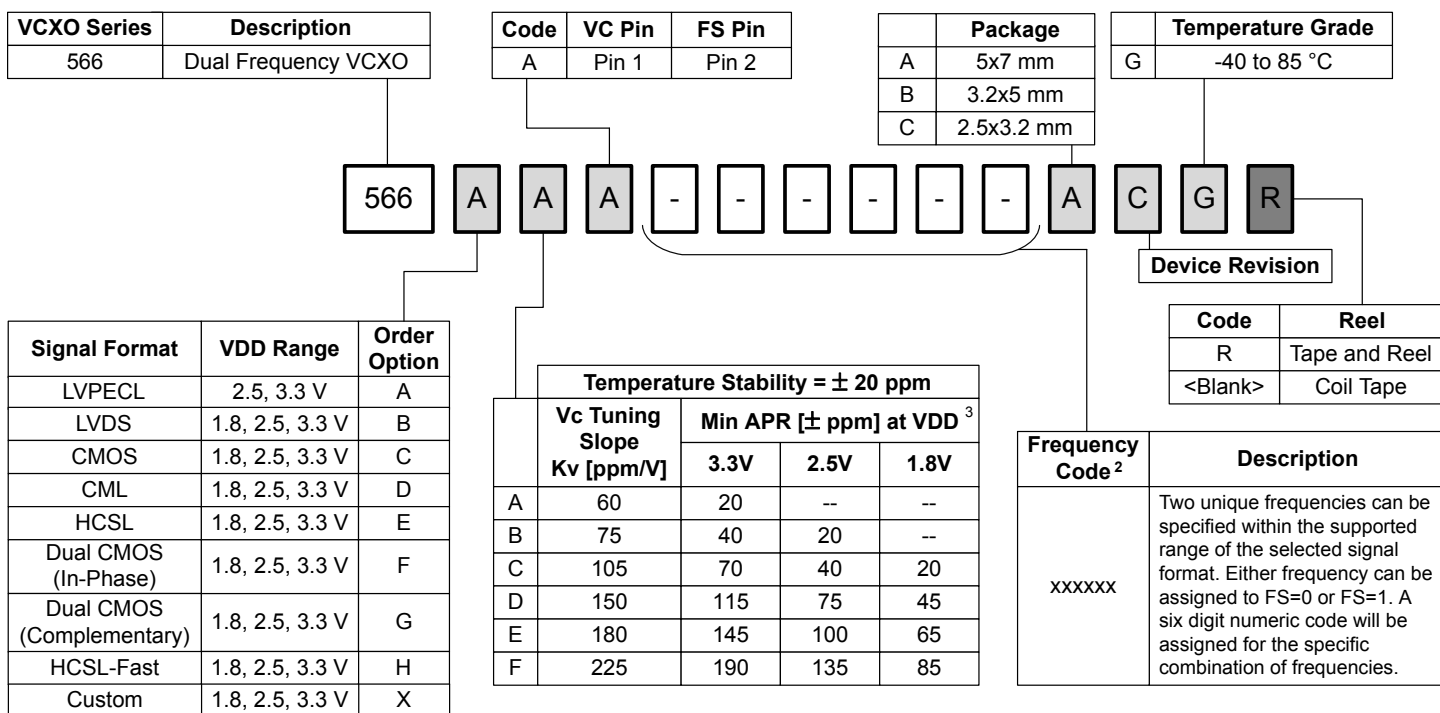 VCXO Series Description
566 Dual Frequency VCXO
Code VC Pin FS Pin
A Pin 1 Pin 2
Package
A 5x7 mm
B 3.2x5 mm
C 2.5x3.2 mm
Temperature Grade
G -40 to 85 °C
566 A A A - - - - - - A C G R
Device Revision
Code Reel
R Tape and Reel
<Blank> Coil Tape
Signal Format VDD Range Order Option
LVPECL 2.5, 3.3 V A
LVDS 1.8, 2.5, 3.3 V B
CMOS 1.8, 2.5, 3.3 V C
CML 1.8, 2.5, 3.3 V D
HCSL 1.8, 2.5, 3.3 V E
Dual CMOS (In-Phase) 1.8, 2.5, 3.3 V F
Dual CMOS (Complementary) 1.8, 2.5, 3.3 V G
HCSL-Fast 1.8, 2.5, 3.3 V H
Custom 1.8, 2.5, 3.3 V X
Temperature Stability = ± 20 ppm
Vc Tuning Slope Kv [ppm/V] Min APR [± ppm] at VDD 3
3.3V 2.5V 1.8V
A 60 20 -- --
B 75 40 20 --
C 105 70 40 20
D 150 115 75 45
E 180 145 100 65
F 225 190 135 85
Frequency Code 2 Description
xxxxxx
Two unique frequencies can be
specified within the supported
range of the selected signal
format. Either frequency can be
assigned to FS=0 or FS=1. A
six digit numeric code will be
assigned for the specific
combination of frequencies.